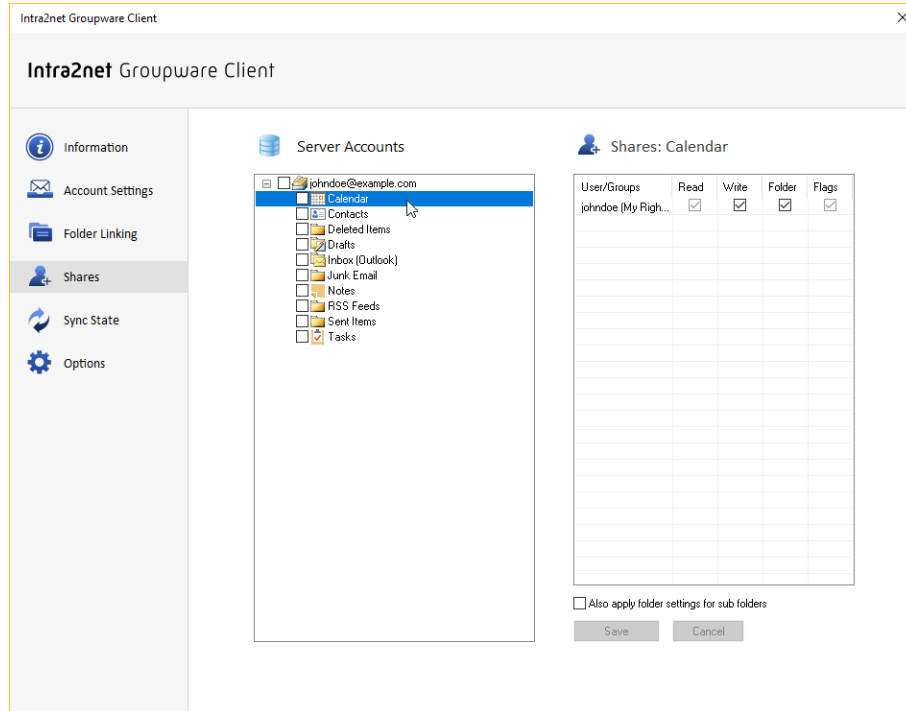 Intra2net Groupware Client
Intra2net Groupware Client
Information
Account Settings
Folder Linking
Shares
Sync State
Options
Server Accounts
johndoe@example.com
Calendar
Contacts
Deleted Items
Drafts
Inbox (Outlook)
Junk Email
Notes
RSS Feeds
Sent Items
Tasks
Shares: Calendar
User/Groups Read Write Folder Flags
johndoe (My Righ...
Also apply folder settings for sub folders
Save Cancel